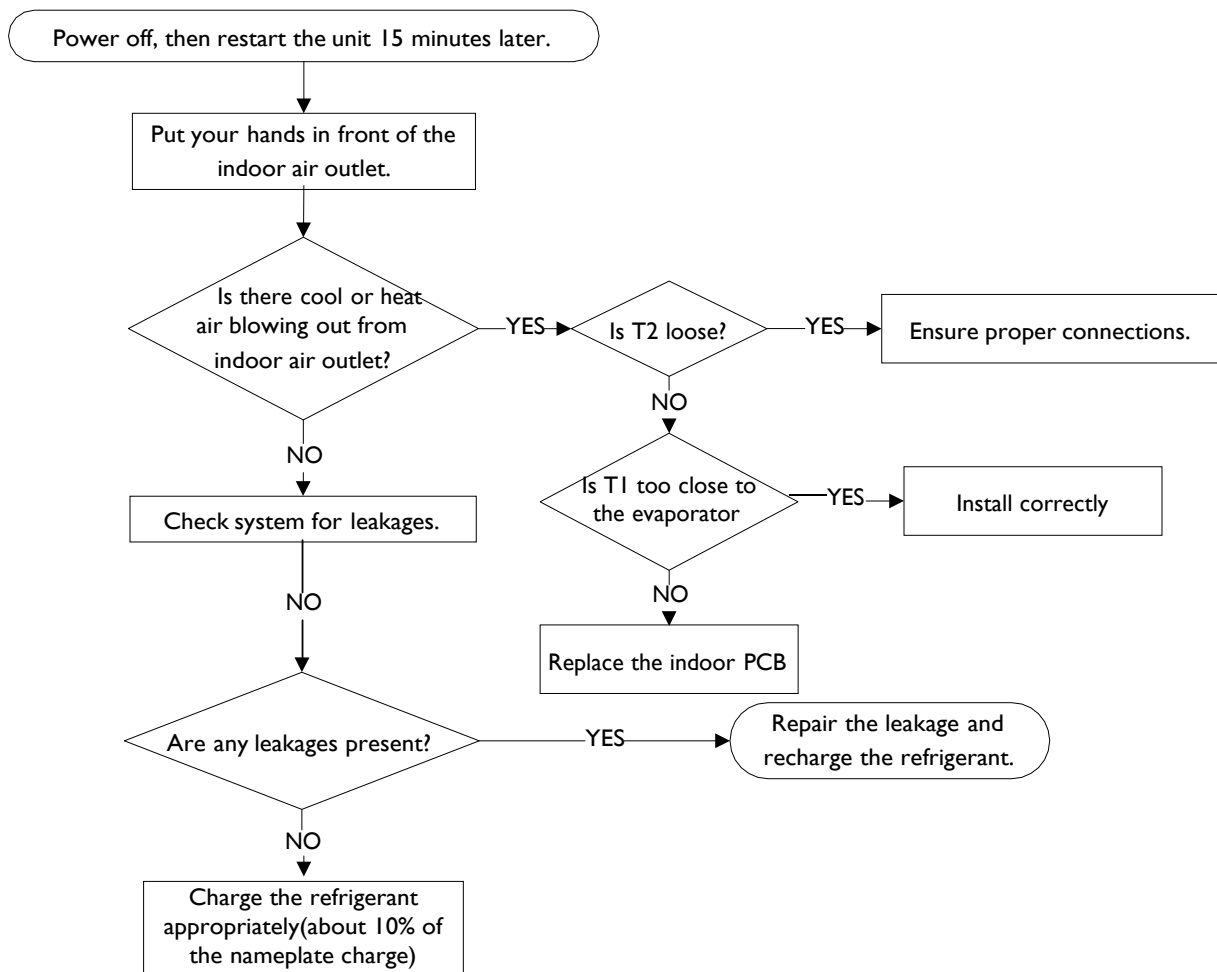 Power off, then restart the unit 15 minutes later.
Put your hands in front of the
indoor air outlet.
Is there cool or heat
air blowing out from
indoor air outlet?
YES
Is T2 loose?
YES
Ensure proper connections.
NO
Is T1 too close to
the evaporator
YES
Install correctly
NO
Replace the indoor PCB
NO
Check system for leakages.
NO
Are any leakages present?
YES
Repair the leakage and
recharge the refrigerant.
NO
Charge the refrigerant
appropriately(about 10% of
the nameplate charge)